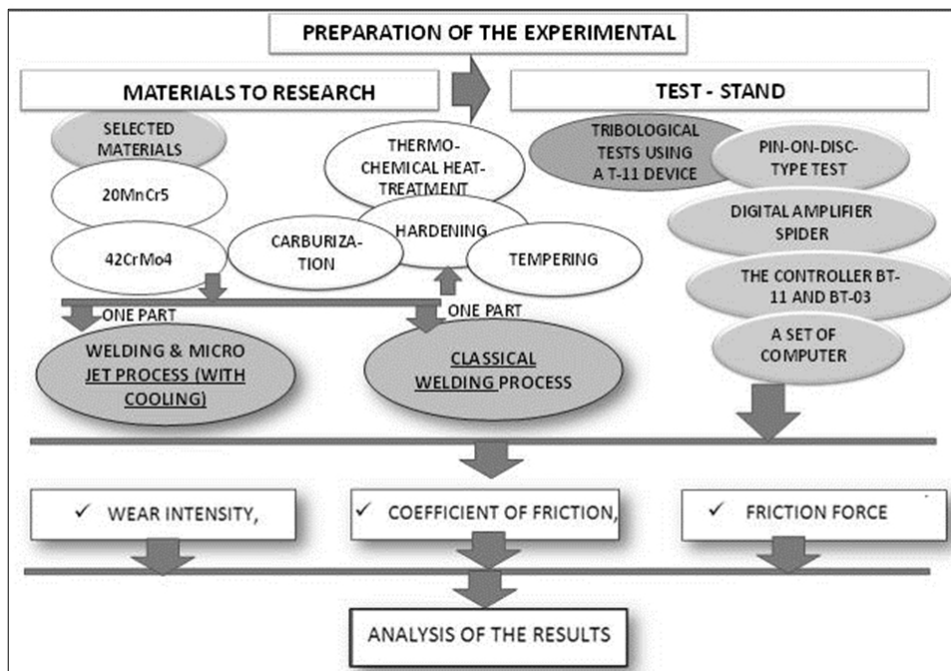 PREPARATION OF THE EXPERIMENTAL
MATERIALS TO RESEARCH
SELECTED
MATERIALS
20MnCr5
42CrMo4
THERMO-
CHEMICAL HEAT-
TREATMENT
HARDENING
CARBURIZA-
TION
TEMPERING
ONE PART
WELDING & MICRO
JET PROCESS (WITH
COOLING)
ONE PART
CLASSICAL
WELDING PROCESS
TEST - STAND
TRIBOLOGICAL
TESTS USING
A T-11 DEVICE
PIN-ON-DISC-
TYPE TEST
DIGITAL AMPLIFIER
SPIDER
THE CONTROLLER BT-
11 AND BT-03
A SET OF
COMPUTER
✓ WEAR INTENSITY,
✓ COEFFICIENT OF FRICTION,
✓ FRICTION FORCE
ANALYSIS OF THE RESULTS